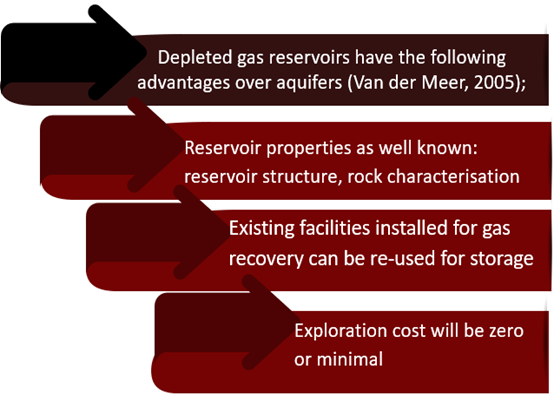 Depleted gas reservoirs have the following
advantages over aquifers (Van der Meer, 2005);
Reservoir properties as well known:
reservoir structure, rock characterisation
Existing facilities installed for gas
recovery can be re-used for storage
Exploration cost will be zero
or minimal